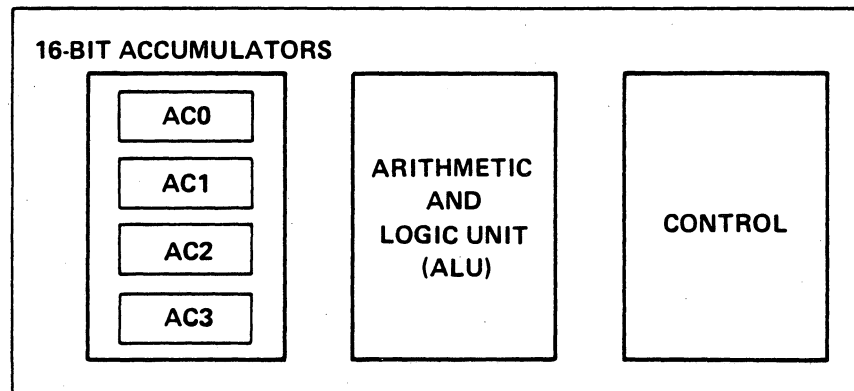 16-BIT ACCUMULATORS
AC0
AC1
AC2
AC3
ARITHMETIC
AND
LOGIC UNIT
(ALU)
CONTROL